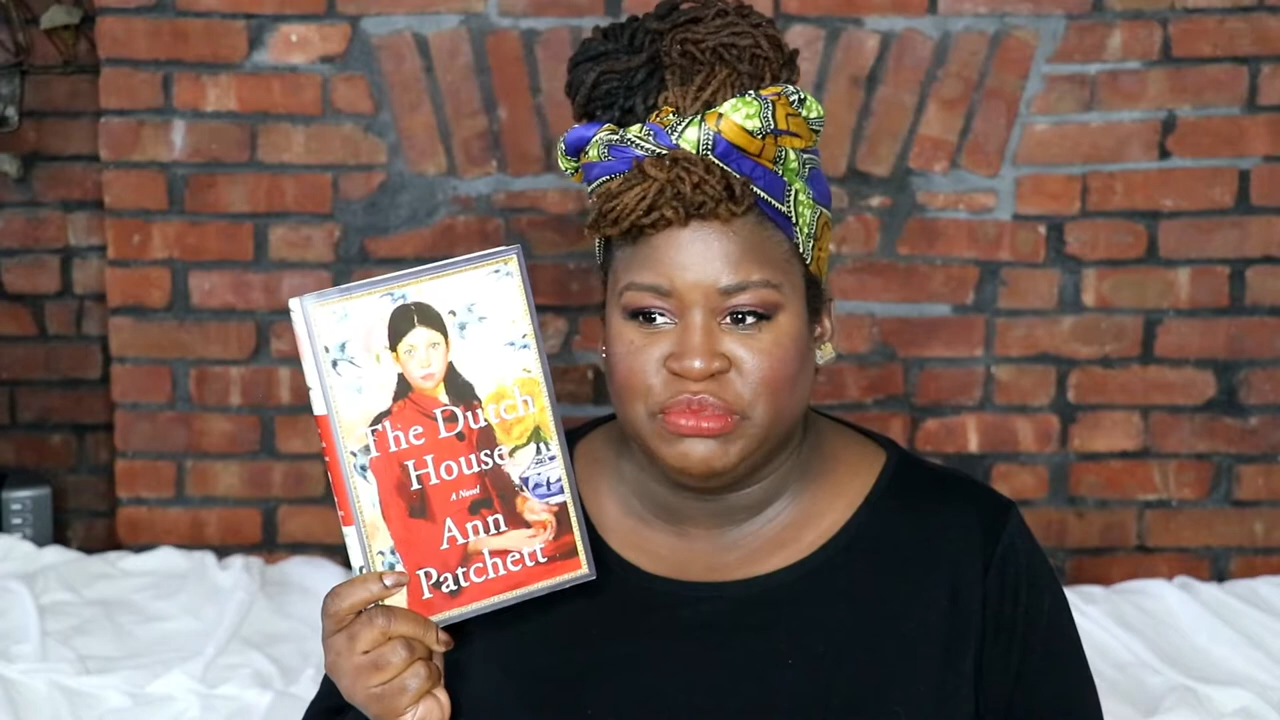 The Dutch
House
A Novel
Ann
Patchett